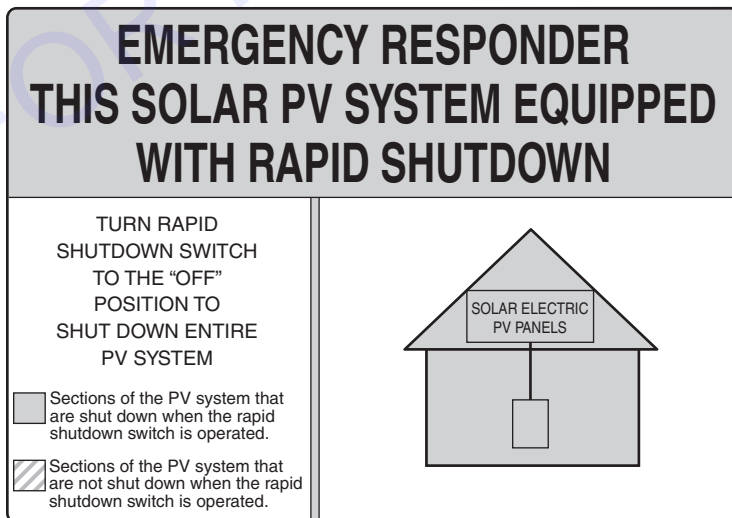 EMERGENCY RESPONDER
THIS SOLAR PV SYSTEM EQUIPPED
WITH RAPID SHUTDOWN
TURN RAPID
SHUTDOWN SWITCH
TO THE “OFF”
POSITION TO
SHUT DOWN ENTIRE
PV SYSTEM
Sections of the PV system that
are shut down when the rapid
shutdown switch is operated.
Sections of the PV system that
are not shut down when the rapid
shutdown switch is operated.
SOLAR ELECTRIC
PV PANELS